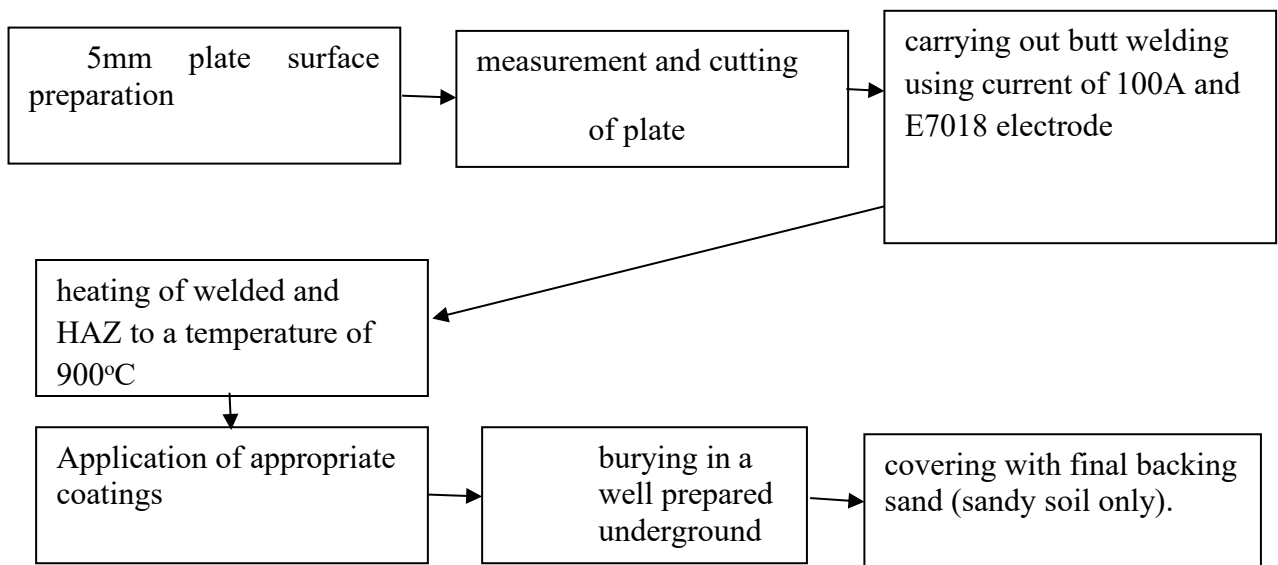 5mm plate surface
preparation
measurement and cutting
of plate
carrying out butt welding
using current of 100A and
E7018 electrode
heating of welded and
HAZ to a temperature of
900ºC
Application of appropriate
coatings
burying in a
well prepared
underground
covering with final backing
sand (sandy soil only).